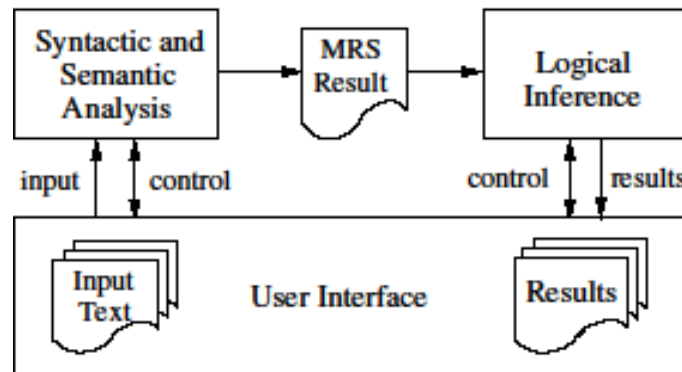 Syntactic and
Semantic
Analysis
MRS
Result
Logical
Inference
input
control
control
results
Input
Text
User Interface
Results